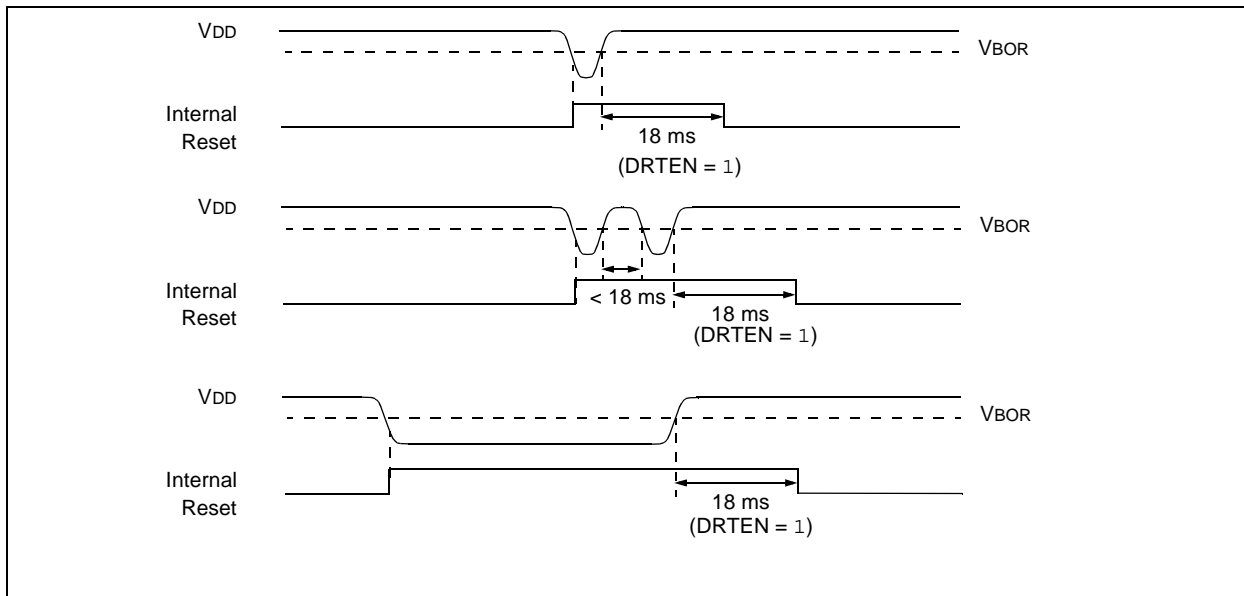 VDD
VBOR
Internal
Reset
18 ms
(DRTEN = 1)
VDD
VBOR
Internal
Reset
< 18 ms
18 ms
(DRTEN = 1)
VDD
VBOR
Internal
Reset
18 ms
(DRTEN = 1)